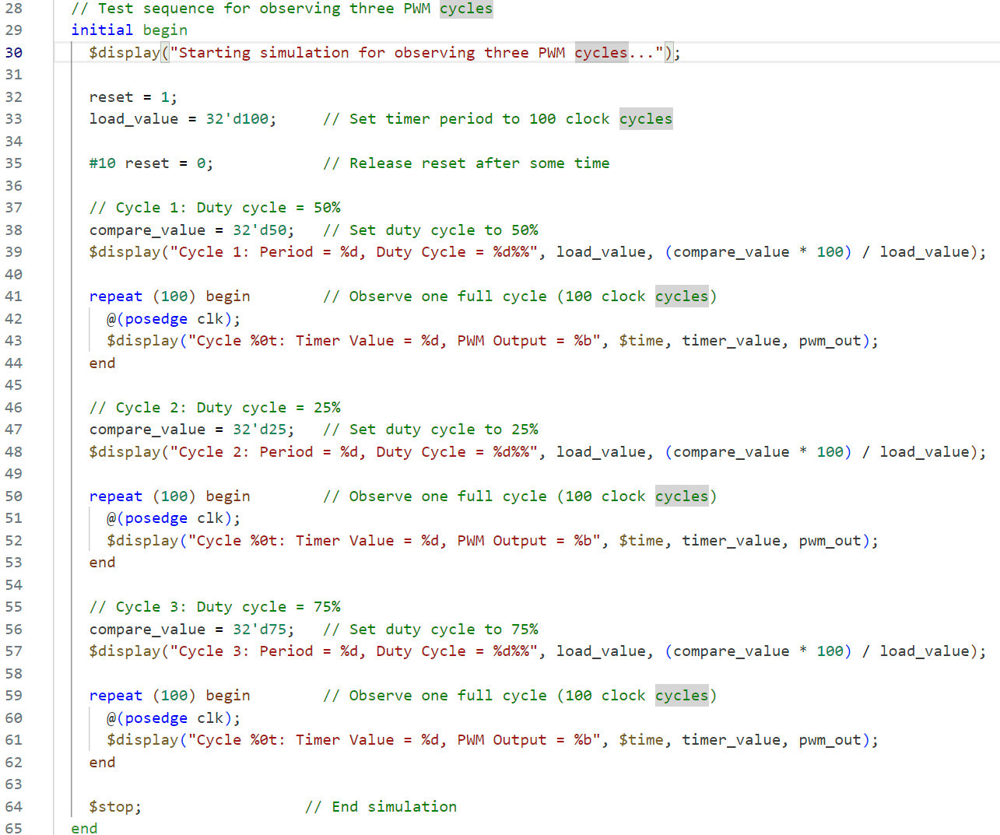 28 // Test sequence for observing three PWM cycles
29 initial begin
30 $display("Starting simulation for observing three PWM cycles...");
31
32 reset = 1;
33 load_value = 32'd100; // Set timer period to 100 clock cycles
34
35 #10 reset = 0; // Release reset after some time
36
37 // Cycle 1: Duty cycle = 50%
38 compare_value = 32'd50; // Set duty cycle to 50%
39 $display("Cycle 1: Period = %d, Duty Cycle = %d%%", load_value, (compare_value * 100) / load_value);
40
41 repeat (100) begin // Observe one full cycle (100 clock cycles)
42 @(posedge clk);
43 $display("Cycle %0t: Timer Value = %d, PWM Output = %b", $time, timer_value, pwm_out);
44 end
45
46 // Cycle 2: Duty cycle = 25%
47 compare_value = 32'd25; // Set duty cycle to 25%
48 $display("Cycle 2: Period = %d, Duty Cycle = %d%%", load_value, (compare_value * 100) / load_value);
49
50 repeat (100) begin // Observe one full cycle (100 clock cycles)
51 @(posedge clk);
52 $display("Cycle %0t: Timer Value = %d, PWM Output = %b", $time, timer_value, pwm_out);
53 end
54
55 // Cycle 3: Duty cycle = 75%
56 compare_value = 32'd75; // Set duty cycle to 75%
57 $display("Cycle 3: Period = %d, Duty Cycle = %d%%", load_value, (compare_value * 100) / load_value);
58
59 repeat (100) begin // Observe one full cycle (100 clock cycles)
60 @(posedge clk);
61 $display("Cycle %0t: Timer Value = %d, PWM Output = %b", $time, timer_value, pwm_out);
62 end
63
64 $stop; // End simulation
65 end